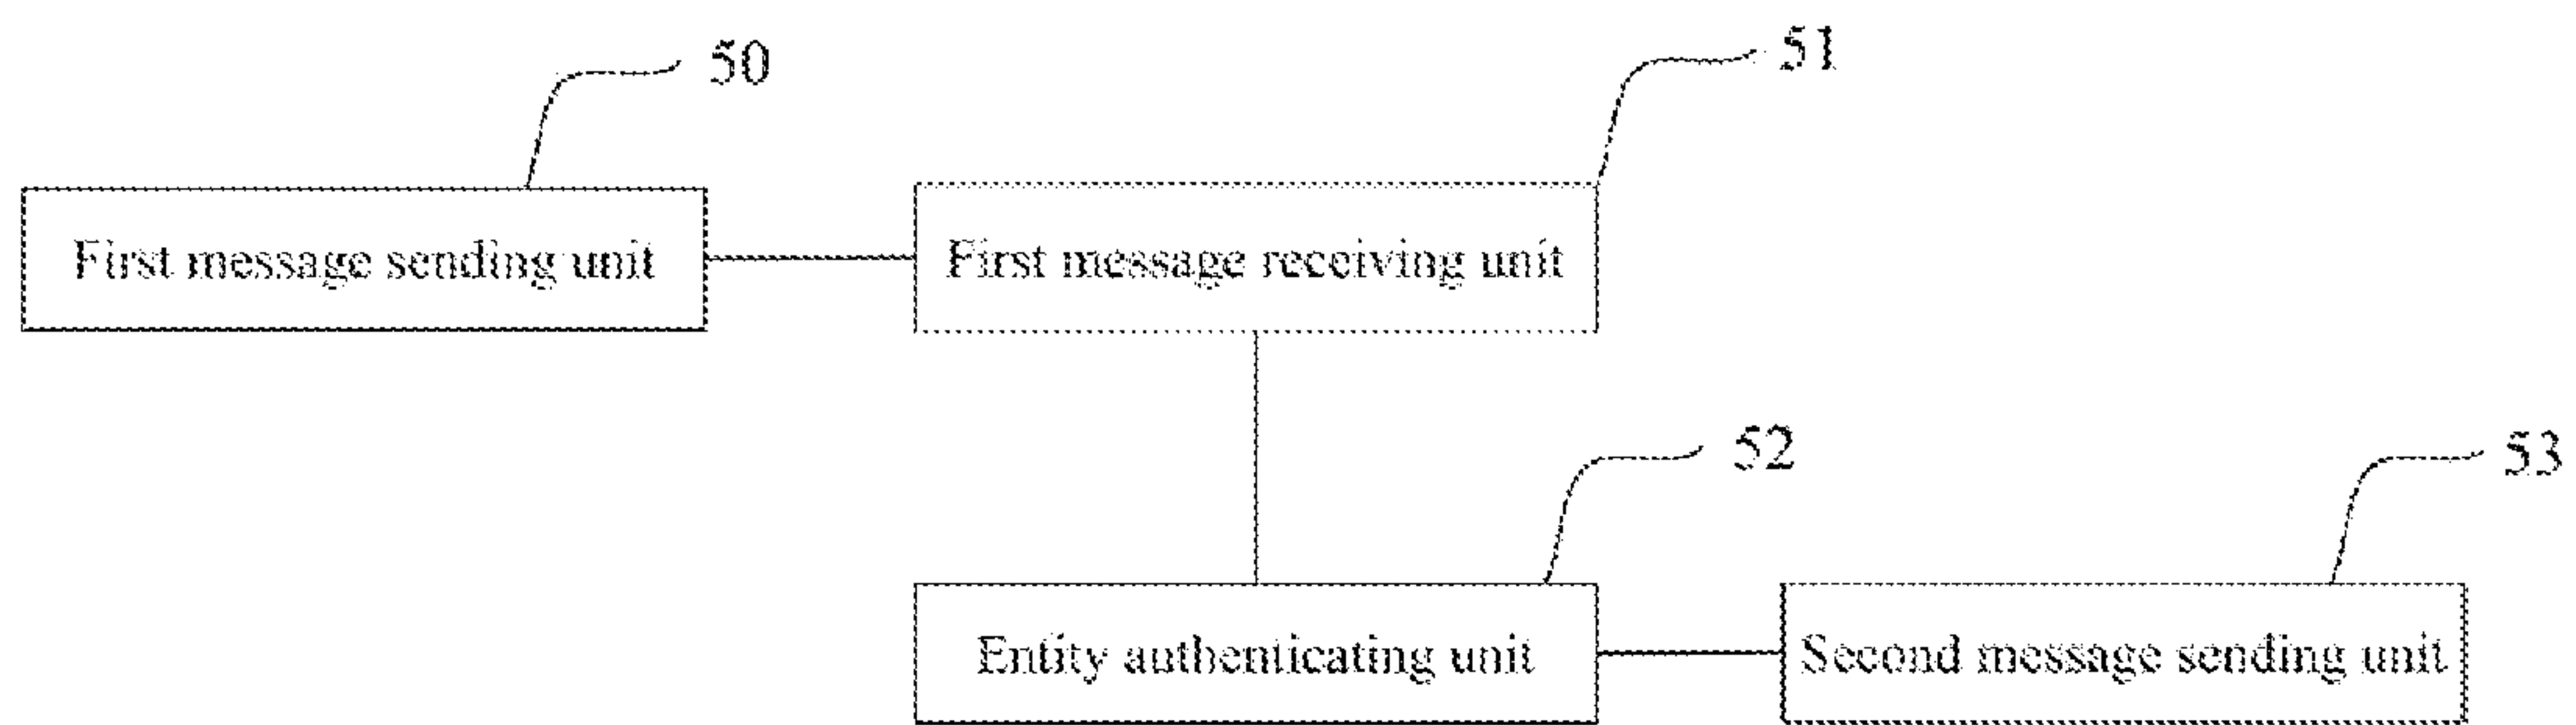 50
51
First message sending unit
First message receiving unit
52
53
Entity authenticating unit
Second message sending unit